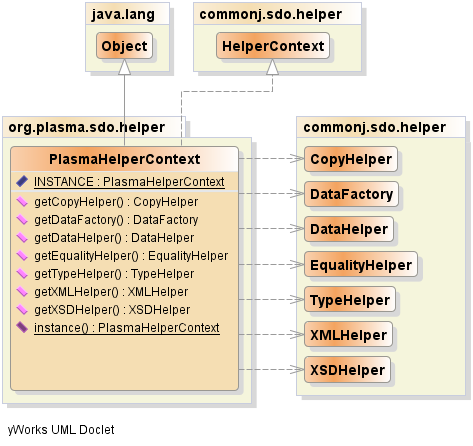 java.lang
Object
commonj.sdo.helper
HelperContext
org.plasma.sdo.helper
PlasmaHelperContext
INSTANCE : PlasmaHelperContext
getCopyHelper() : CopyHelper
getDataFactory() : DataFactory
getDataHelper() : DataHelper
getEqualityHelper() : EqualityHelper
getTypeHelper() : TypeHelper
getXMLHelper() : XMLHelper
getXSDHelper() : XSDHelper
instance() : PlasmaHelperContext
commonj.sdo.helper
CopyHelper
DataFactory
DataHelper
EqualityHelper
TypeHelper
XMLHelper
XSDHelper
yWorks UML Doclet